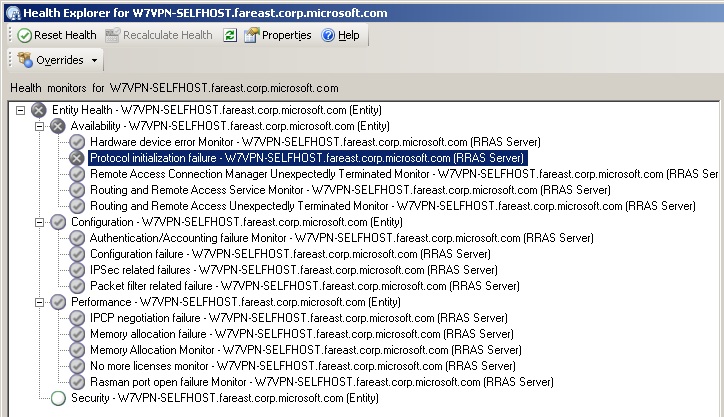 Health Explorer for W7VPN-SELFHOST.fareast.corp.microsoft.com
Reset Health Recalculate Health Properties Help
Overrides
Health monitors for W7VPN-SELFHOST.fareast.corp.microsoft.com
Entity Health - W7VPN-SELFHOST.fareast.corp.microsoft.com (Entity)
Availability - W7VPN-SELFHOST.fareast.corp.microsoft.com (Entity)
Hardware device error Monitor - W7VPN-SELFHOST.fareast.corp.microsoft.com (RRAS Server)
Protocol initialization failure - W7VPN-SELFHOST.fareast.corp.microsoft.com (RRAS Server)
Remote Access Connection Manager Unexpectedly Terminated Monitor - W7VPN-SELFHOST.fareast.corp.microsoft.com (RRAS Ser
Routing and Remote Access Service Monitor - W7VPN-SELFHOST.fareast.corp.microsoft.com (RRAS Server)
Routing and Remote Access Unexpectedly Terminated Monitor - W7VPN-SELFHOST.fareast.corp.microsoft.com (RRAS Server)
Configuration - W7VPN-SELFHOST.fareast.corp.microsoft.com (Entity)
Authentication/Accounting failure Monitor - W7VPN-SELFHOST.fareast.corp.microsoft.com (RRAS Server)
Configuration failure - W7VPN-SELFHOST.fareast.corp.microsoft.com (RRAS Server)
IPSec related failures - W7VPN-SELFHOST.fareast.corp.microsoft.com (RRAS Server)
Packet filter related failure - W7VPN-SELFHOST.fareast.corp.microsoft.com (RRAS Server)
Performance - W7VPN-SELFHOST.fareast.corp.microsoft.com (Entity)
IPCP negotiation failure - W7VPN-SELFHOST.fareast.corp.microsoft.com (RRAS Server)
Memory allocation failure - W7VPN-SELFHOST.fareast.corp.microsoft.com (RRAS Server)
Memory Allocation Monitor - W7VPN-SELFHOST.fareast.corp.microsoft.com (RRAS Server)
No more licenses monitor - W7VPN-SELFHOST.fareast.corp.microsoft.com (RRAS Server)
Rasman port open failure Monitor - W7VPN-SELFHOST.fareast.corp.microsoft.com (RRAS Server)
Security - W7VPN-SELFHOST.fareast.corp.microsoft.com (Entity)